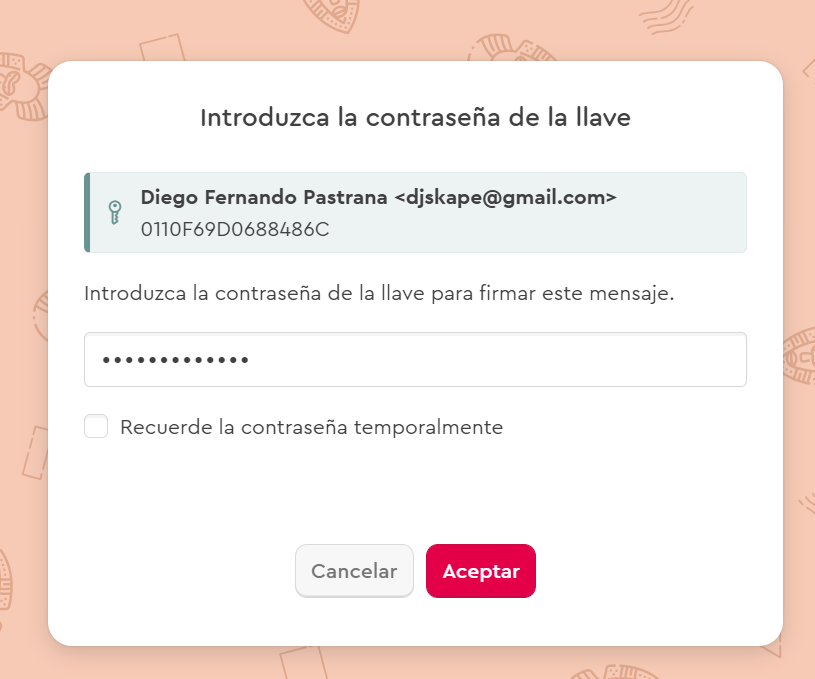 Introduzca la contraseña de la llave
Diego Fernando Pastrana <djskape@gmail.com>
0110F69D0688486C
Introduzca la contraseña de la llave para firmar este mensaje.
•••••••••••••
Recuerde la contraseña temporalmente
Cancelar
Aceptar